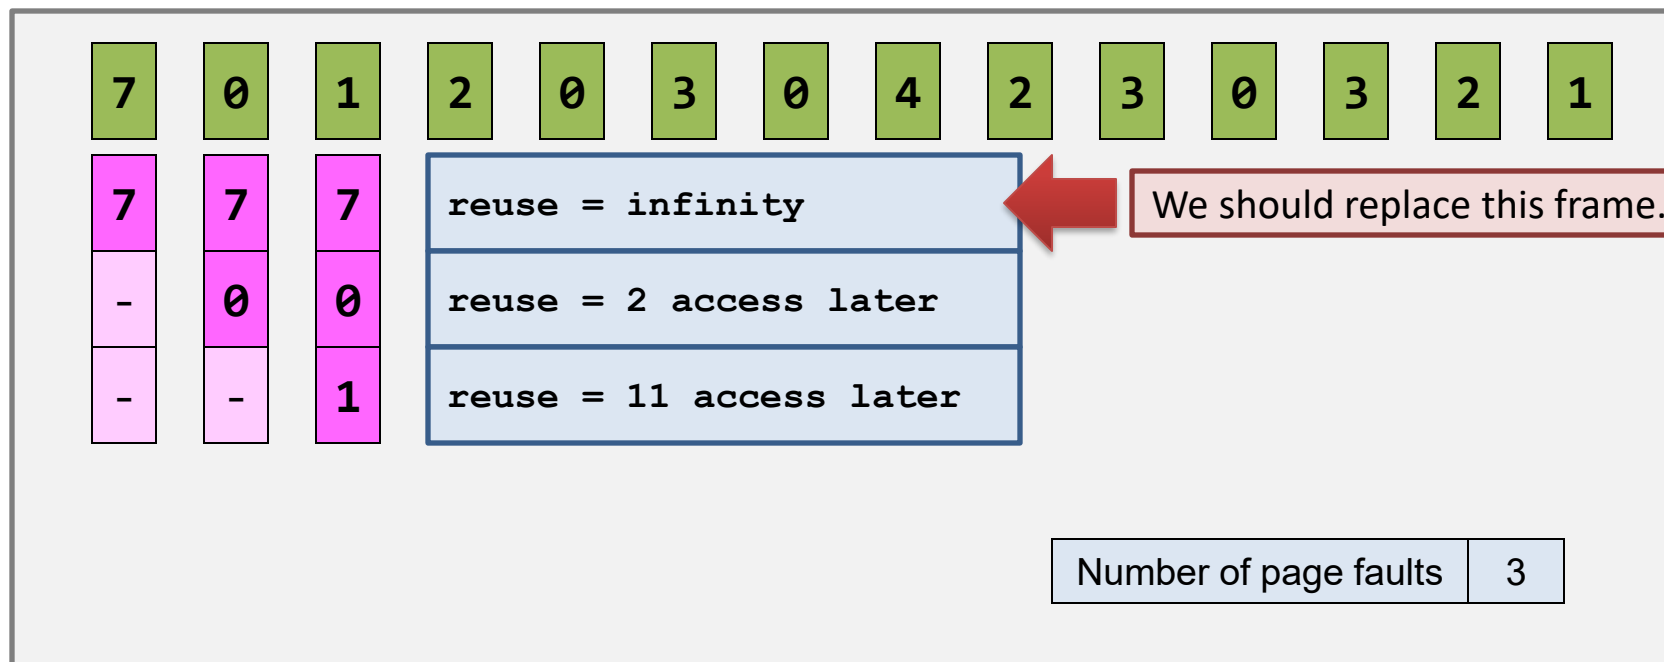 7 0 1 2 0 3 0 4 2 3 0 3 2 1
7 7 7 reuse = infinity We should replace this frame.
- 0 0 reuse = 2 access later
- - 1 reuse = 11 access later
Number of page faults 3